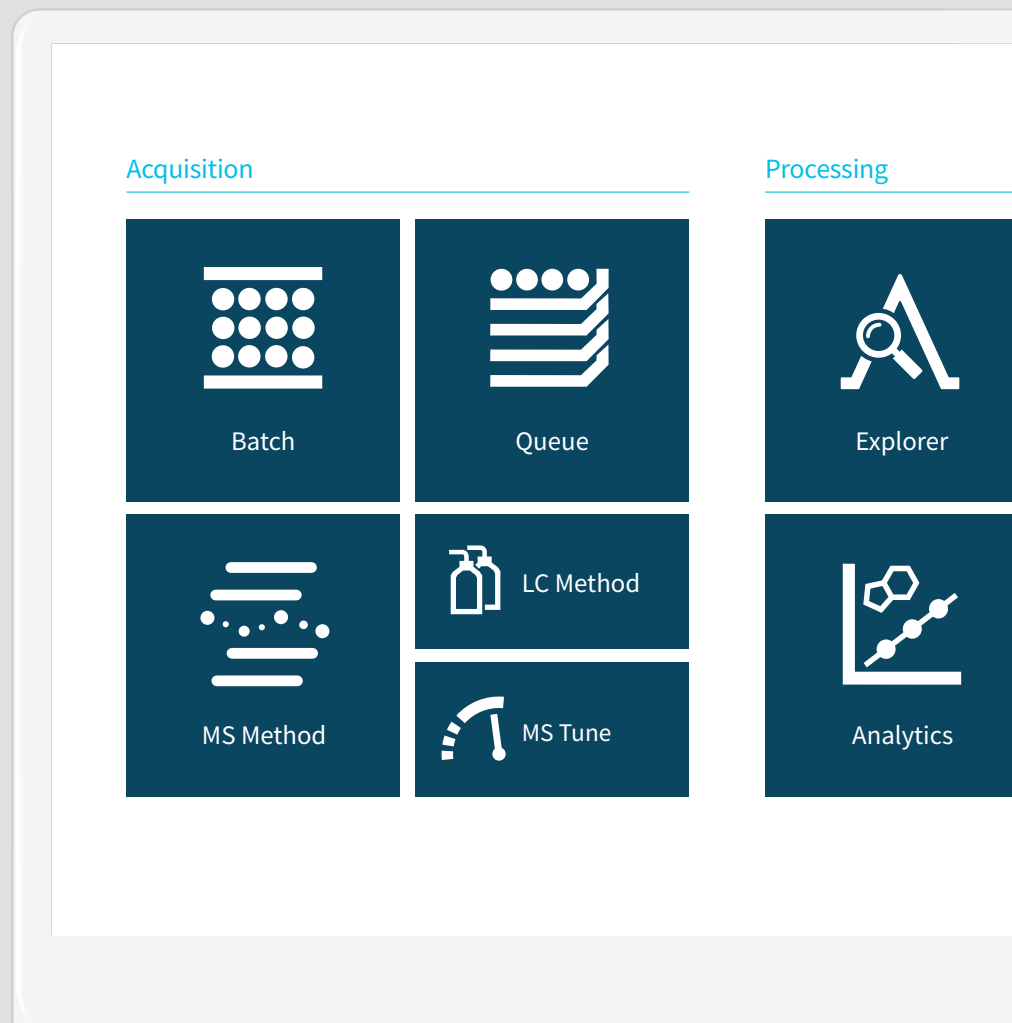 Acquisition
Processing
Batch
Queue
Explorer
LC Method
MS Method
MS Tune
Analytics